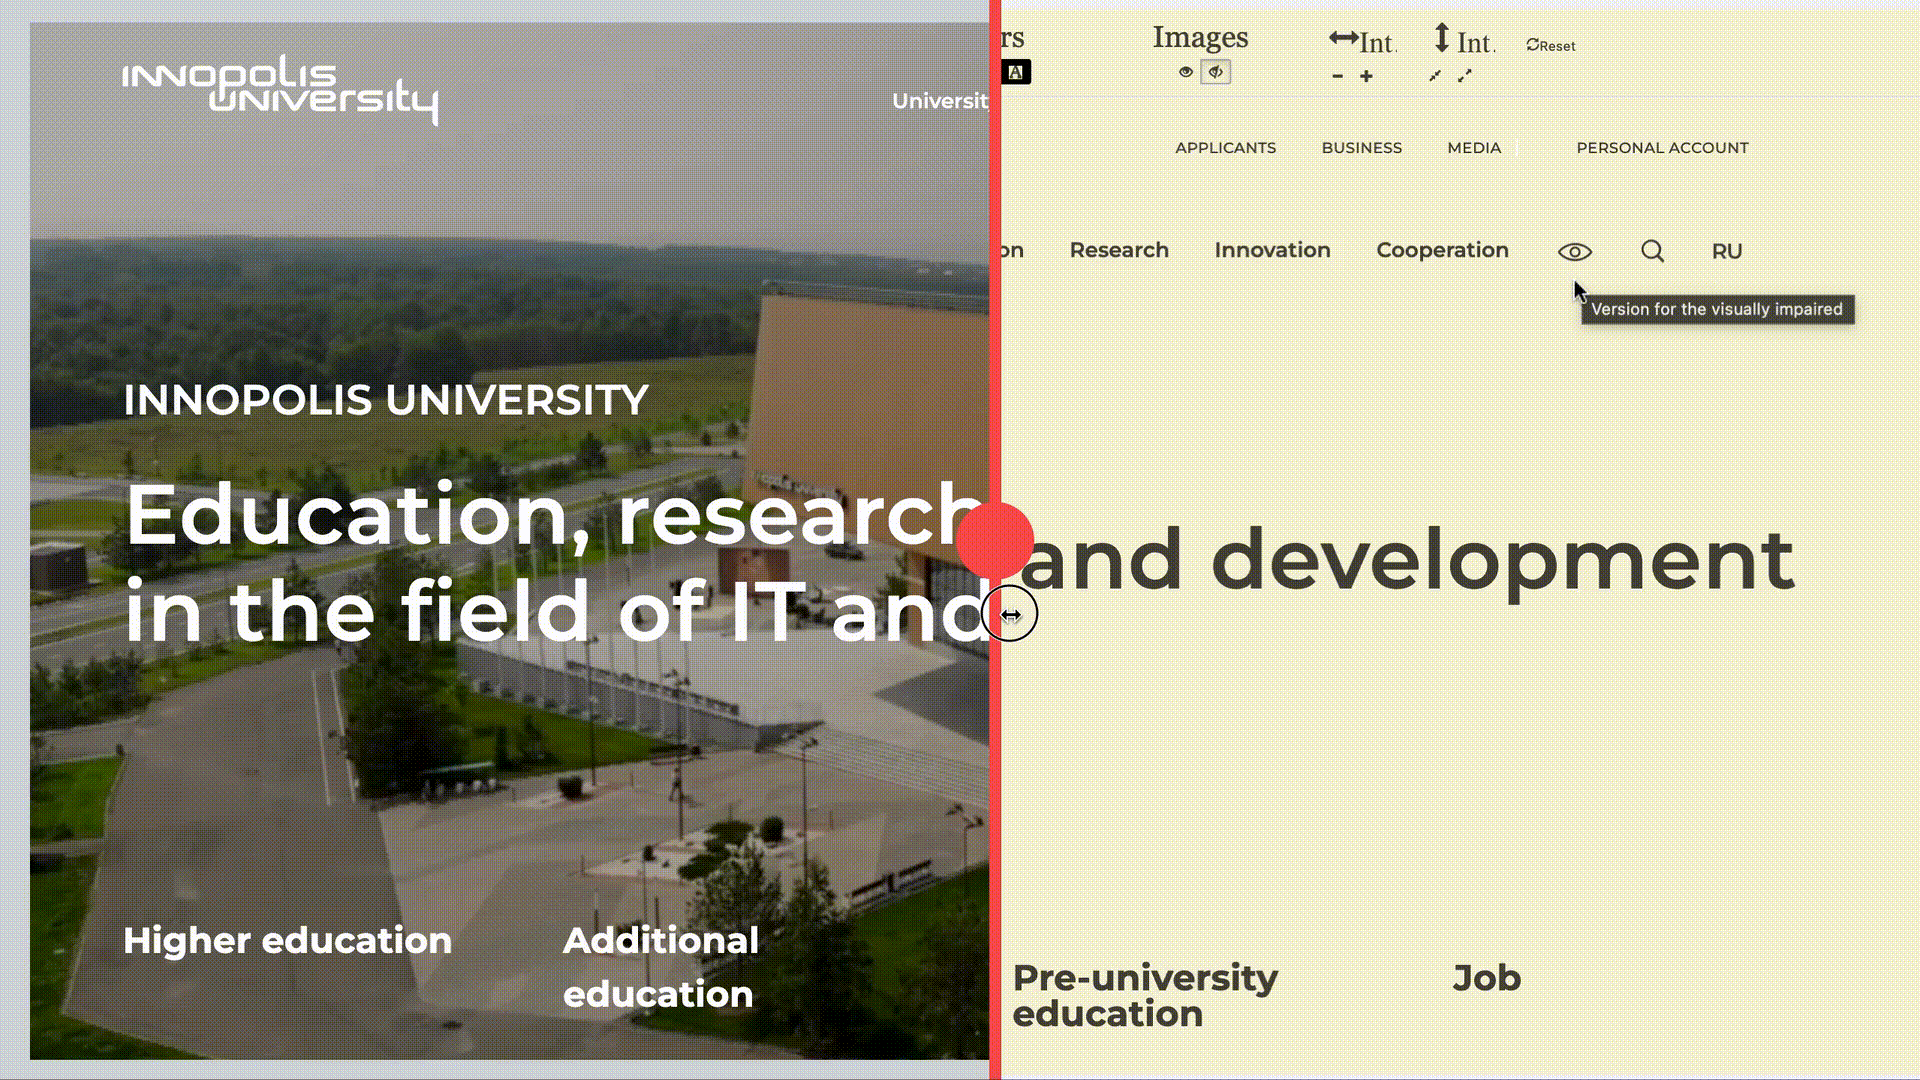 INNOPOLIS
UNIVERSITY
Universit
INNOPOLIS UNIVERSITY
Education, research
in the field of IT and
Higher education
Additional
education
rs
Images
Int.
Int.
Reset
A
APPLICANTS
BUSINESS
MEDIA
PERSONAL ACCOUNT
on
Research
Innovation
Cooperation
RU
Version for the visually impaired
and development
Pre-university
education
Job